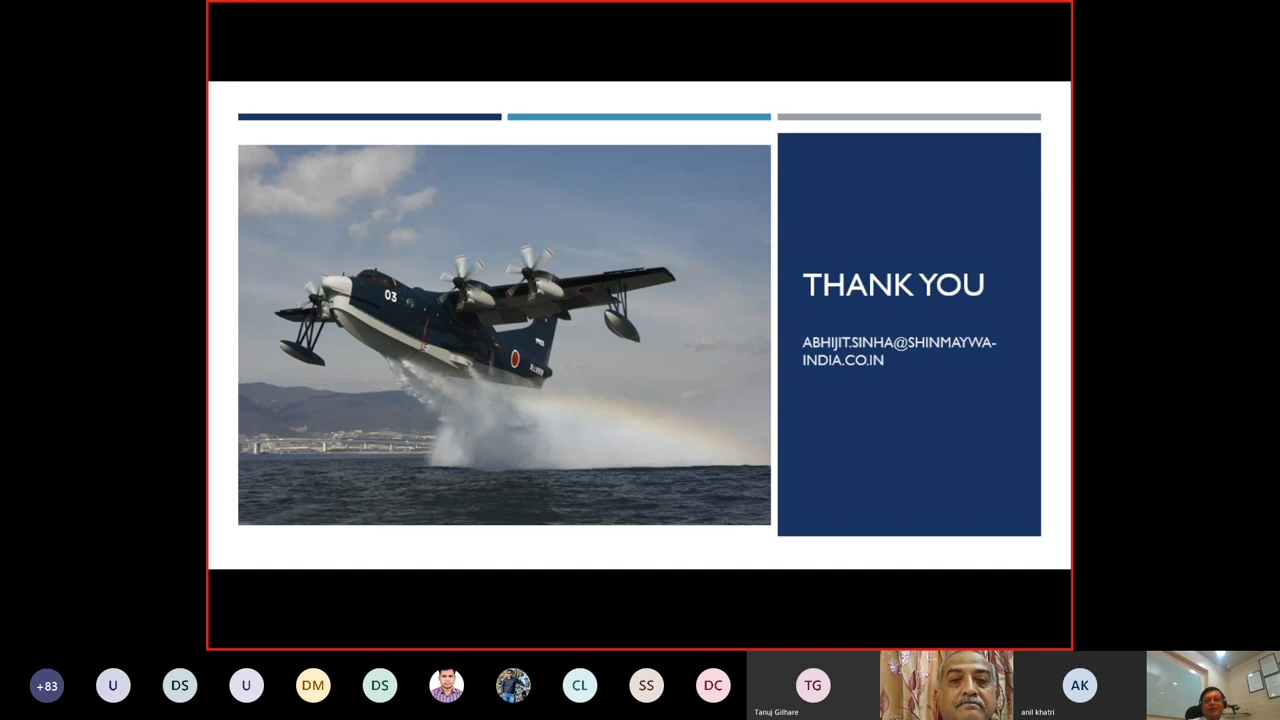 03
THANK YOU
ABHIJIT.SINHA@SHINMAYWA-
INDIA.CO.IN
+83
U
DS
U
DM
DS
CL
SS
DC
TG
Tanuj Gilhare
AK
anil khatri